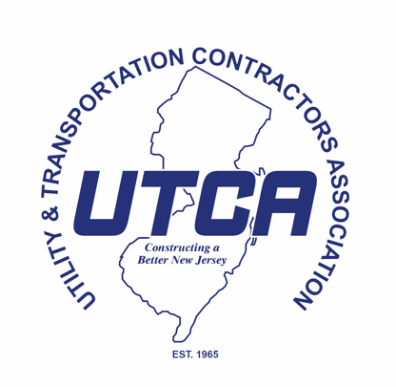 UTILITY & TRANSPORTATION CONTRACTORS ASSOCIATION
UTCA
Constructing a
Better New Jersey
EST. 1965